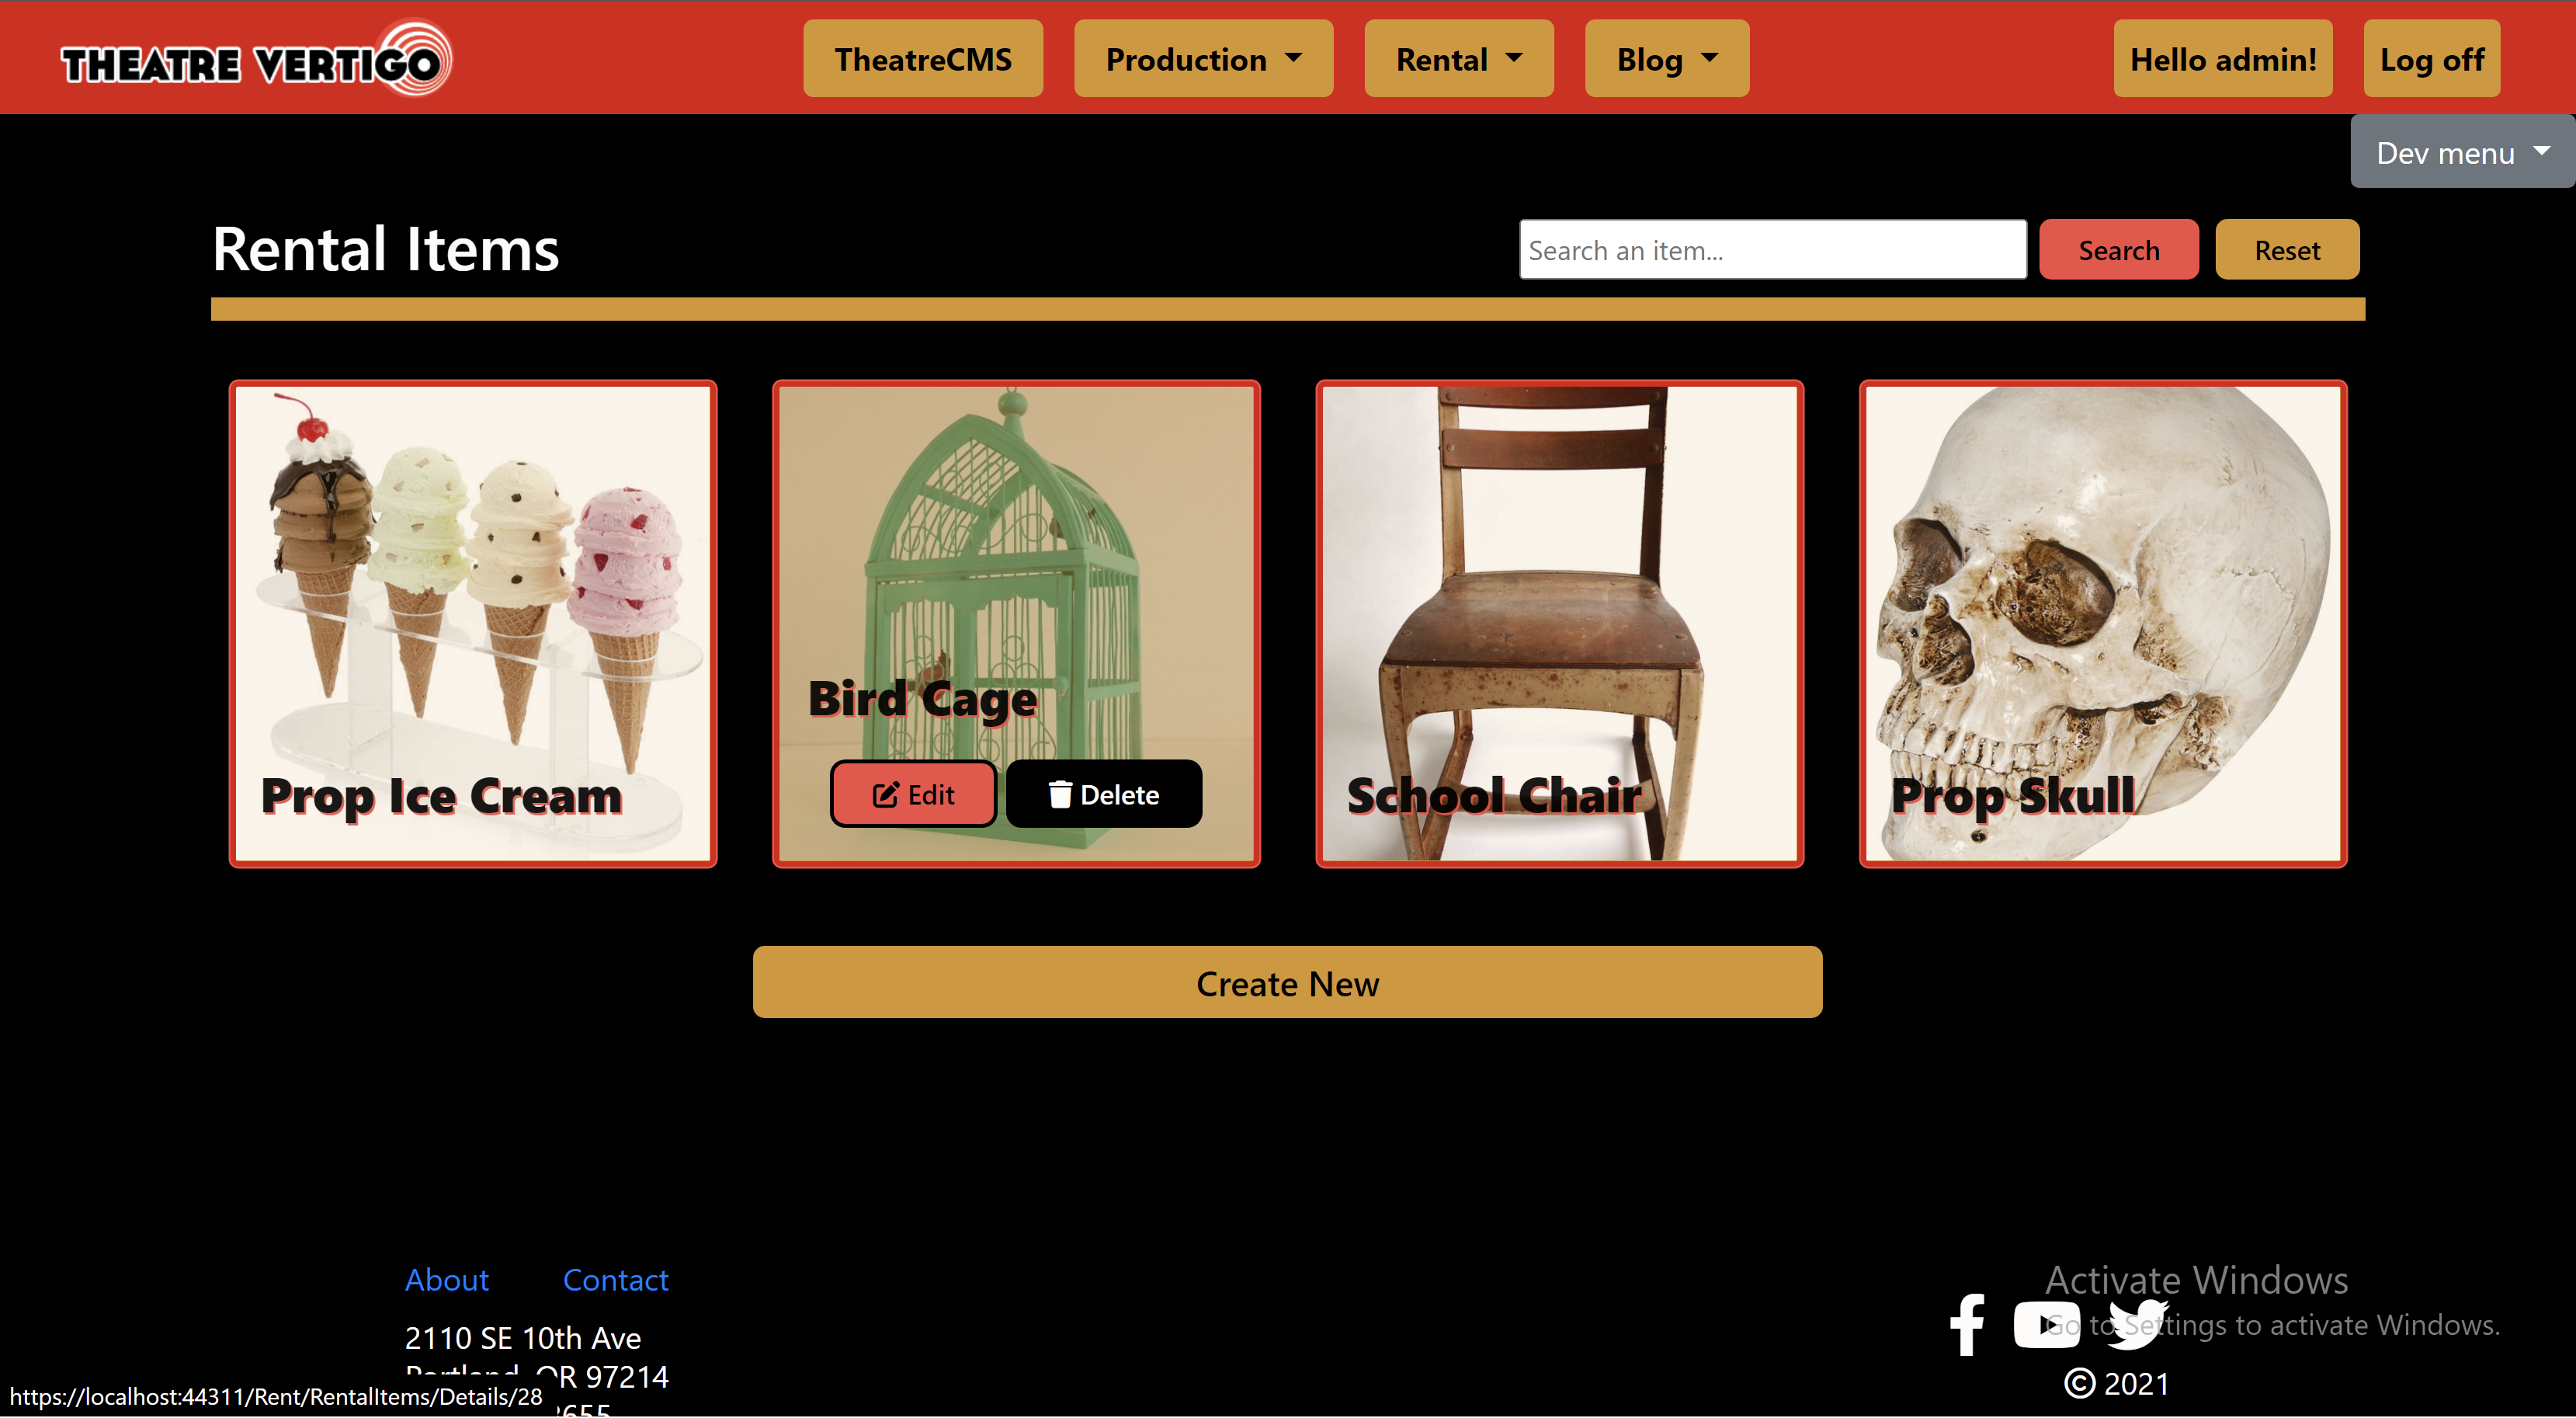 THEATRE VERTIGO
TheatreCMS
Production
Rental
Blog
Hello admin!
Log off
Dev menu
Rental Items
Search an item...
Search
Reset
Prop Ice Cream
Bird Cage
Edit
Delete
School Chair
Prop Skull
Create New
About
Contact
2110 SE 10th Ave
Portland, OR 97214
Activate Windows
Go to Settings to activate Windows.
© 2021
https://localhost:44311/Rent/RentalItems/Details/28